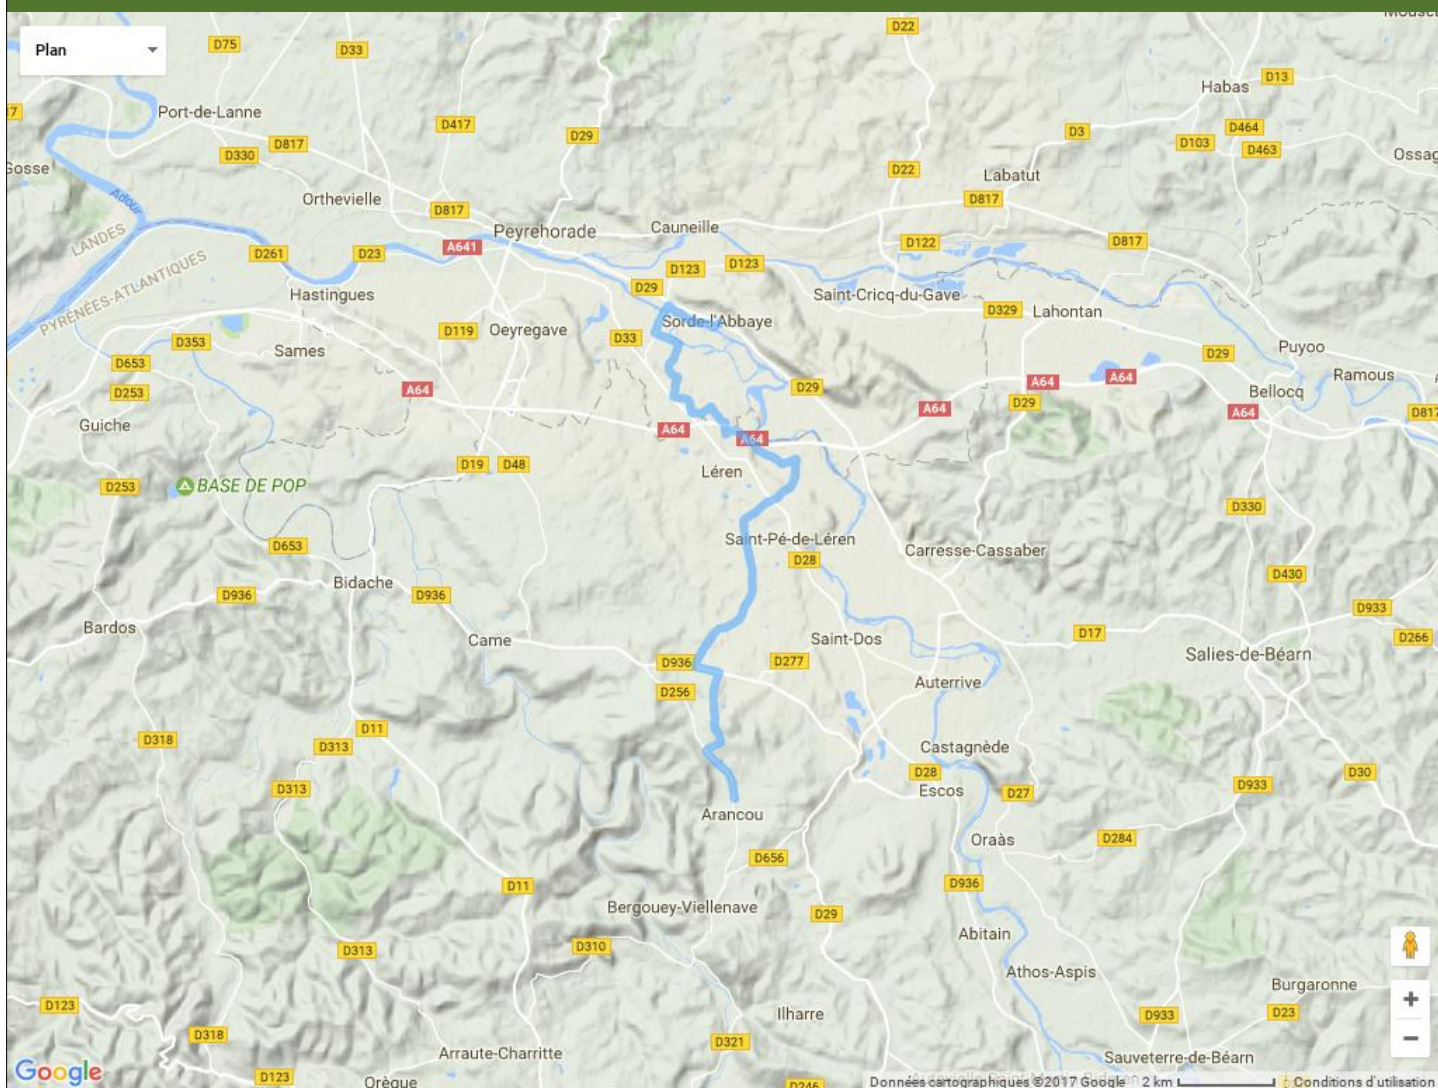 Plan
D75
D33
D22
Habas
D13
Port-de-Lanne
D417
D29
D3
D464
D103
D463
D817
D330
Gosse
Labatut
D22
Orthevielle
D817
D817
Adour
Peyrehorade
Cauneille
LANDES
A641
D261
D23
D122
D817
PYRÉNÉES-ATLANTIQUES
D123
D123
Hastingues
D29
Saint-Cricq-du-Gave
D329
Lahontan
Sorde-l'Abbaye
D119
Oeyregave
D33
D353
Sames
D29
Puyoo
D653
D253
A64
D29
A64
A64
Ramous
Bellocq
D29
A64
A64
D817
Guiche
A64
A64
D19
D48
Léren
D253
BASE DE POP
D330
D653
Saint-Pé-de-Léren
D28
Carresse-Cassaber
D430
Bidache
D936
D936
D933
Bardos
Came
Saint-Dos
D17
D266
D936
D277
Salies-de-Béarn
D256
Auterrive
D318
D11
D313
Castagnède
D28
D30
D313
Escos
D27
D933
Arancou
Oraàs
D284
D656
D11
D936
Bergouey-Viellenave
D29
D313
D310
Abitain
Athos-Aspis
D123
Burgaronne
Ilharre
D933
D23
D318
D321
Arraute-Charritte
Sauveterre-de-Béarn
Google
D123
Orègue
D246
Données cartographiques ©2017 Google
2 km
Conditions d'utilisation